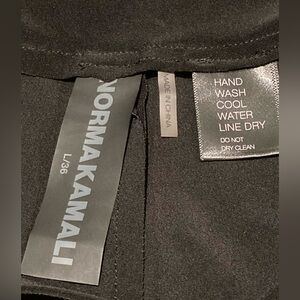 NORMAKAMALI
L/36
MADE IN CHINA
HAND
WASH
COOL
WATER
LINE DRY
DO NOT
DRY CLEAN